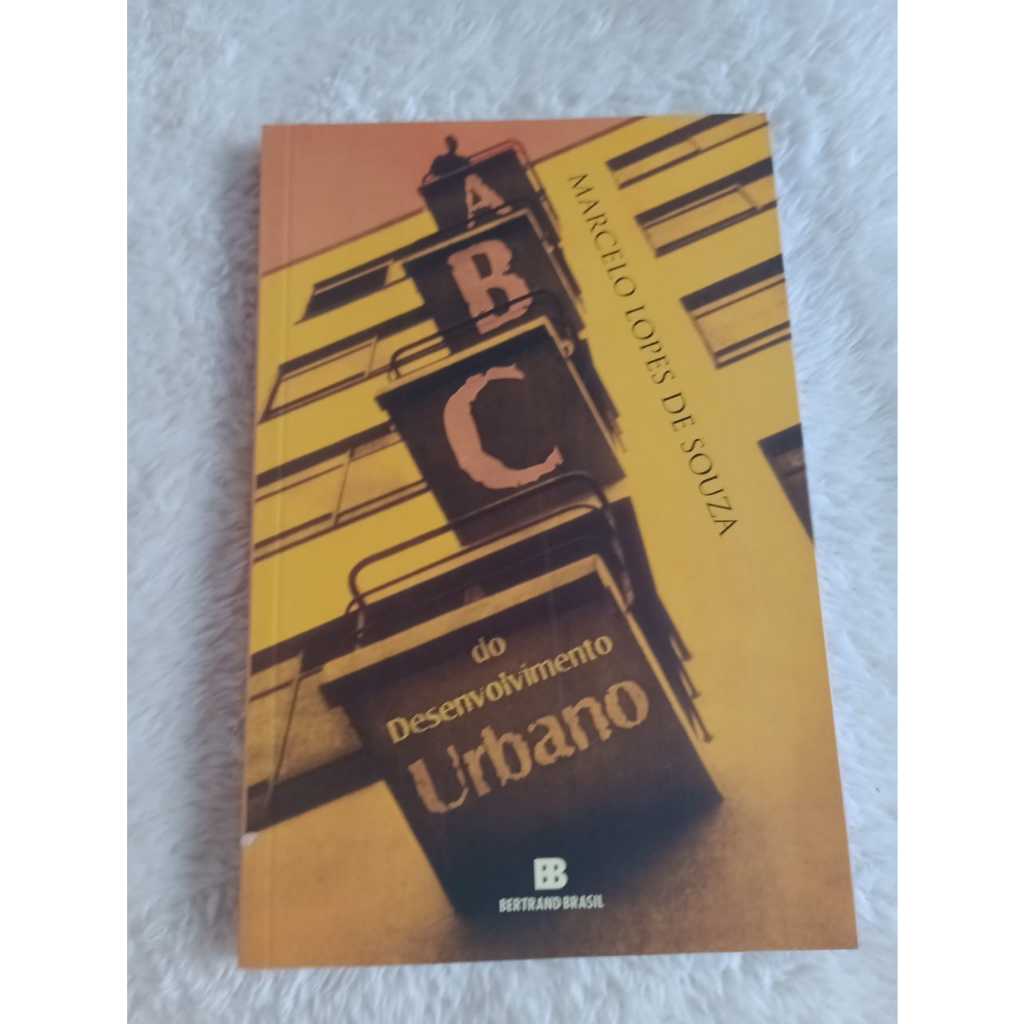 A
B
C
MARCELO LOPES DE SOUZA
do
Desenvolvimento
Urbano
BB
BERTRAND BRASIL